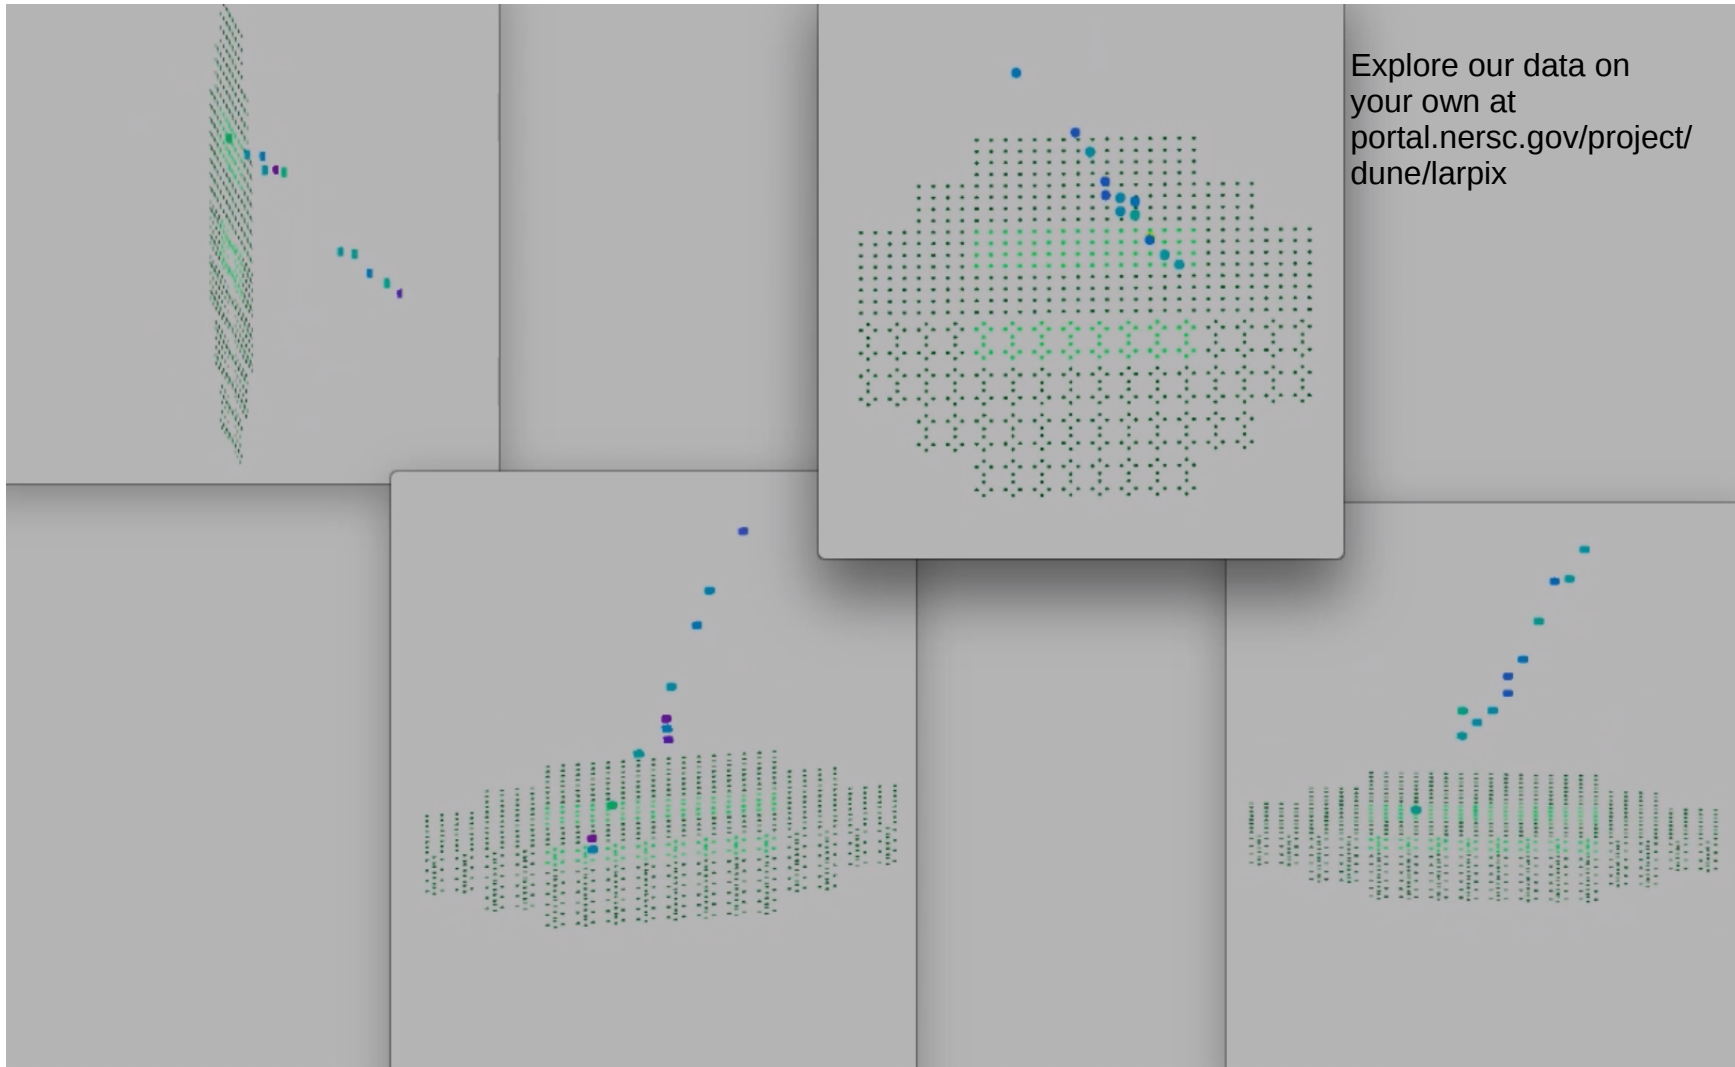 Explore our data on
your own at
portal.nersc.gov/project/
dune/larpix